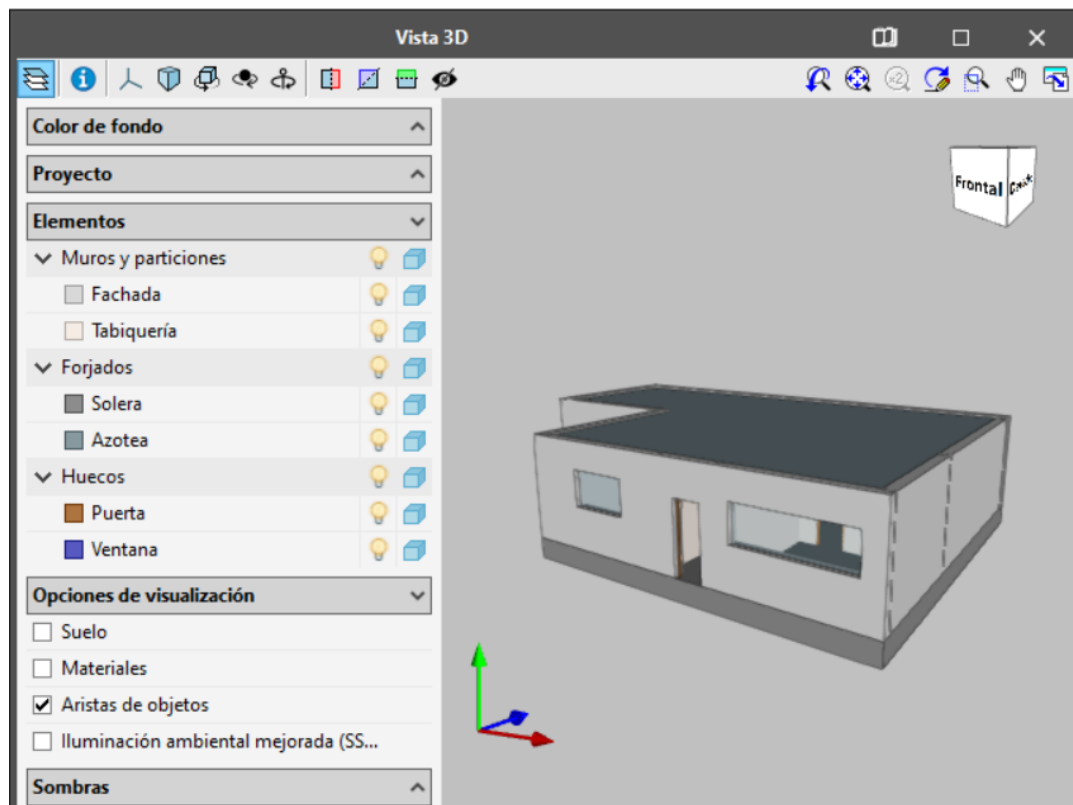 Vista 3D
x2
Color de fondo
Proyecto
Elementos
Muros y particiones
Fachada
Tabiquería
Forjados
Solera
Azotea
Huecos
Puerta
Ventana
Opciones de visualización
Suelo
Materiales
Aristas de objetos
Iluminación ambiental mejorada (SS...
Sombras
Frontal